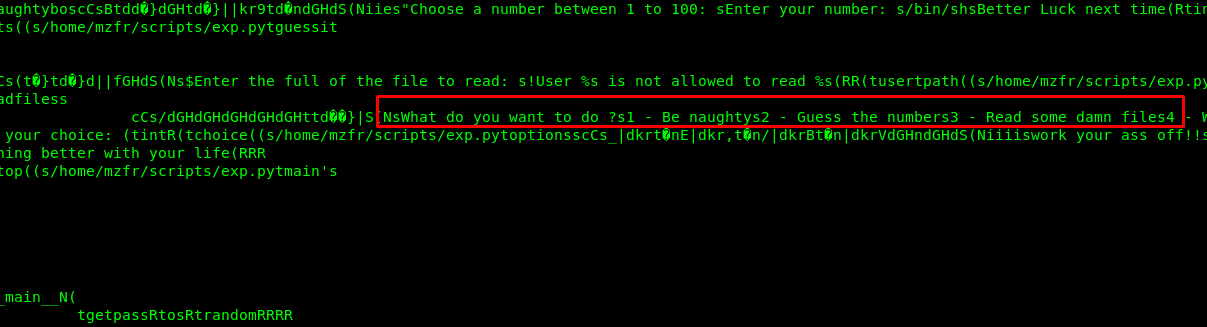 aughtyboscCsBtdd�}dGHtd�}||kr9td�ndGHdS(Niies"Choose a number between 1 to 100: sEnter your number: s/bin/shsBetter Luck next time(Rtin
ts((s/home/mzfr/scripts/exp.pytguessit
Cs(t�}td�}d||fGHdS(Ns$Enter the full of the file to read: s!User %s is not allowed to read %s(RR(tusertpath((s/home/mzfr/scripts/exp.py
adfiless
cCs/dGHdGHdGHdGHdGHttd��}|S(NsWhat do you want to do ?s1 - Be naughtys2 - Guess the numbers3 - Read some damn files4 - W
your choice: (tintR(tchoice((s/home/mzfr/scripts/exp.pytoptionsscCs_|dkrt�nE|dkr,t�n/|dkrBt�n|dkrVdGHndGHdS(Niiiiswork your ass off!!s
ning better with your life(RRR
top((s/home/mzfr/scripts/exp.pytmain's
_main__N(
tgetpassRtosRtrandomRRRR